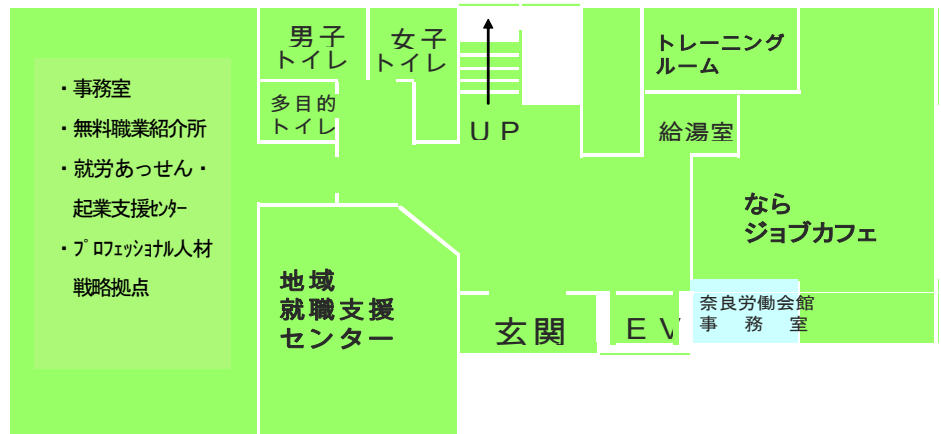 ・事務室
・無料職業紹介所
・就労あっせん・
起業支援ｾﾝﾀｰ
・ﾌﾟﾛﾌｪｯｼｮﾅﾙ人材
戦略拠点
男子
トイレ
女子
トイレ
多目的
トイレ
ＵＰ
トレーニング
ルーム
給湯室
なら
ジョブカフェ
地域
就職支援
センター
玄関
ＥＶ
奈良労働会館
事務室